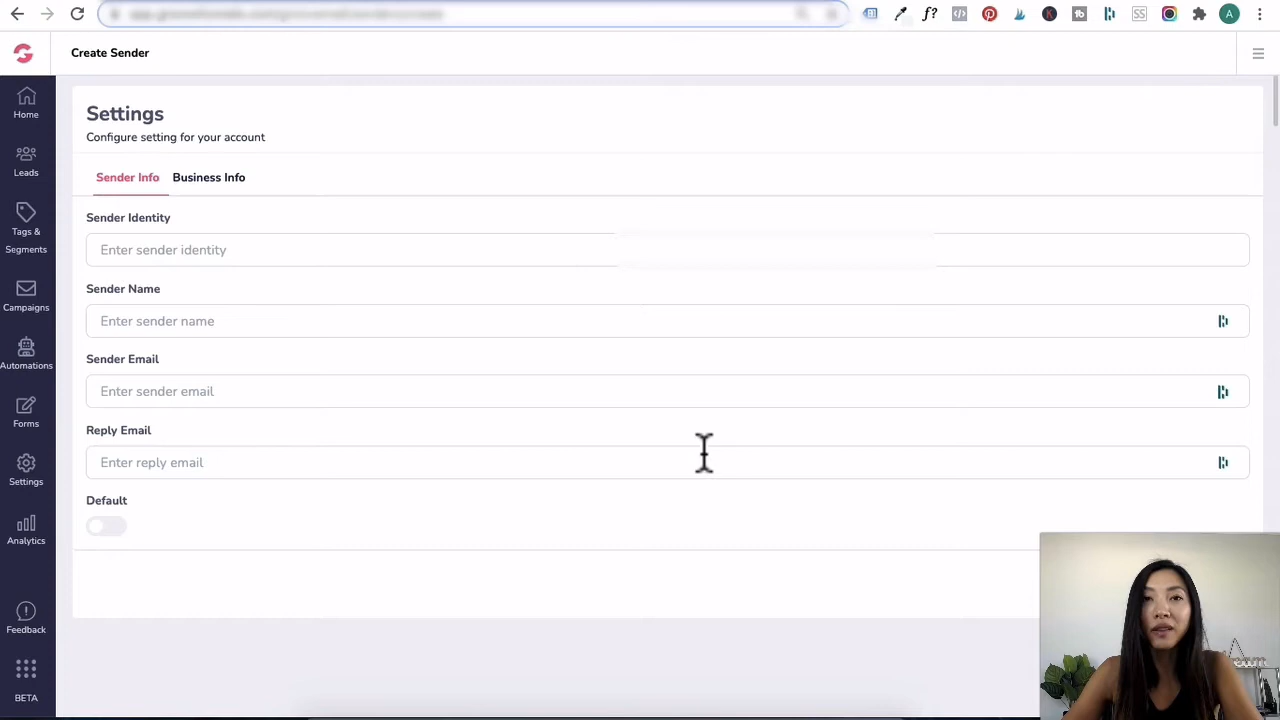 f?
A
Create Sender
Home
Leads
Tags &
Segments
Campaigns
Automations
Forms
Settings
Analytics
Feedback
BETA
Settings
Configure setting for your account
Sender Info
Business Info
Sender Identity
Enter sender identity
Sender Name
Enter sender name
Sender Email
Enter sender email
Reply Email
Enter reply email
Default